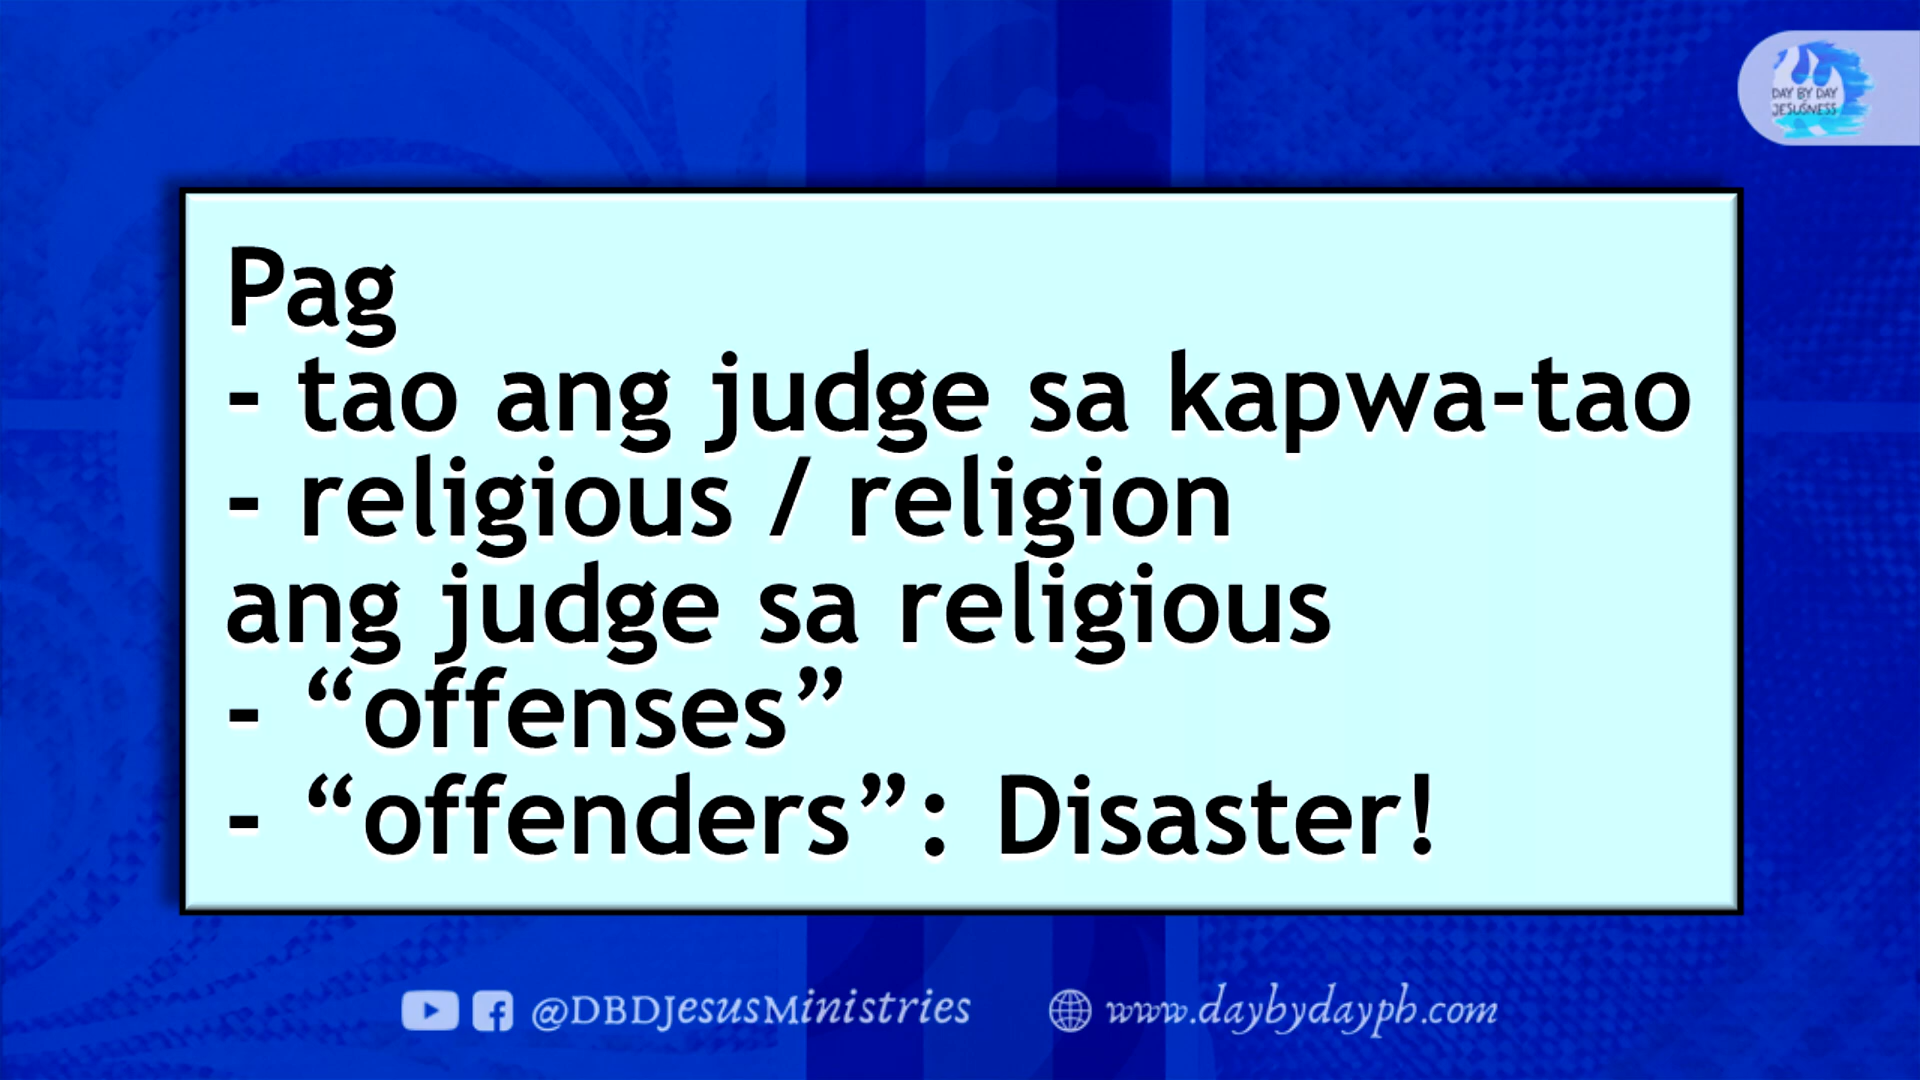 DAY BY DAY
JESUSNESS
Pag
- tao ang judge sa kapwa-tao
- religious / religion
ang judge sa religious
- “offenses”
- “offenders”: Disaster!
@DBDJesusMinistries
www.daybydayph.com